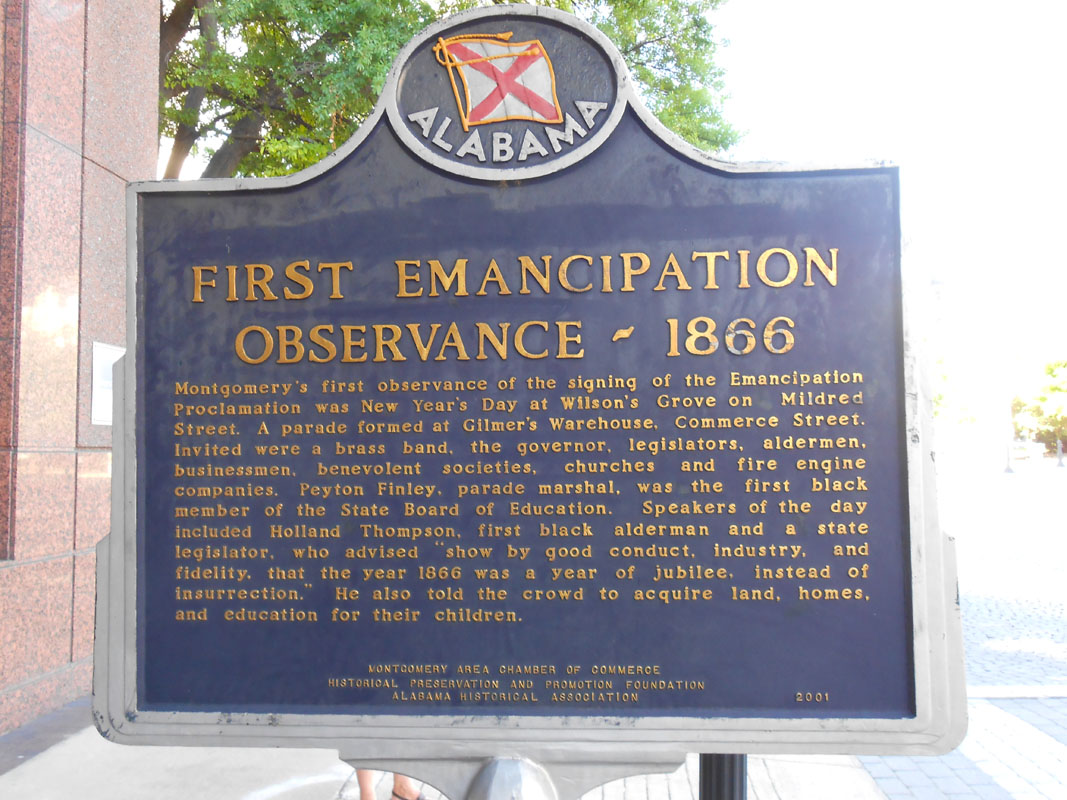 ALABAMA
FIRST EMANCIPATION
OBSERVANCE ~ 1866
Montgomery's first observance of the signing of the Emancipation
Proclamation was New Year's Day at Wilson's Grove on Mildred
Street. A parade formed at Gilmer's Warehouse, Commerce Street.
Invited were a brass band, the governor, legislators, aldermen,
businessmen, benevolent societies, churches and fire engine
companies. Peyton Finley, parade marshal, was the first black
member of the State Board of Education. Speakers of the day
included Holland Thompson, first black alderman and a state
legislator, who advised "show by good conduct, industry, and
fidelity, that the year 1866 was a year of jubilee, instead of
insurrection." He also told the crowd to acquire land, homes,
and education for their children.
MONTGOMERY AREA CHAMBER OF COMMERCE
HISTORICAL PRESERVATION AND PROMOTION FOUNDATION
ALABAMA HISTORICAL ASSOCIATION 2001